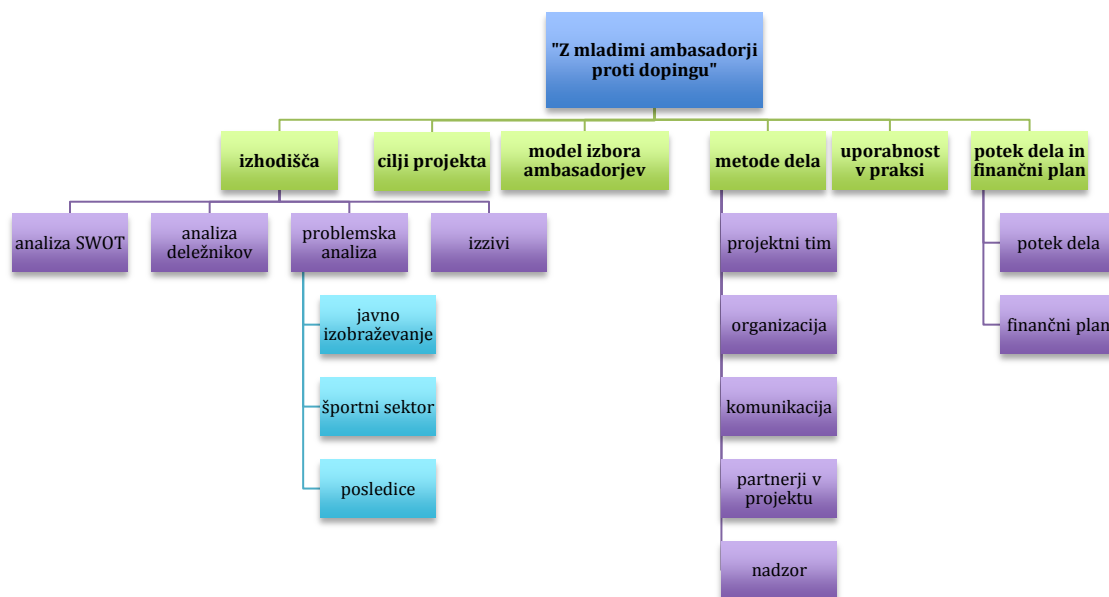 "Z mladimi ambasadorji
proti dopingu"
izhodišča
cilji projekta
model izbora
ambasadorjev
metode dela
uporabnost
v praksi
potek dela in
finančni plan
analiza SWOT
analiza
deležnikov
problemska
analiza
izzivi
javno
izobraževanje
športni sektor
posledice
projektni tim
organizacija
komunikacija
partnerji v
projektu
nadzor
potek dela
finančni plan